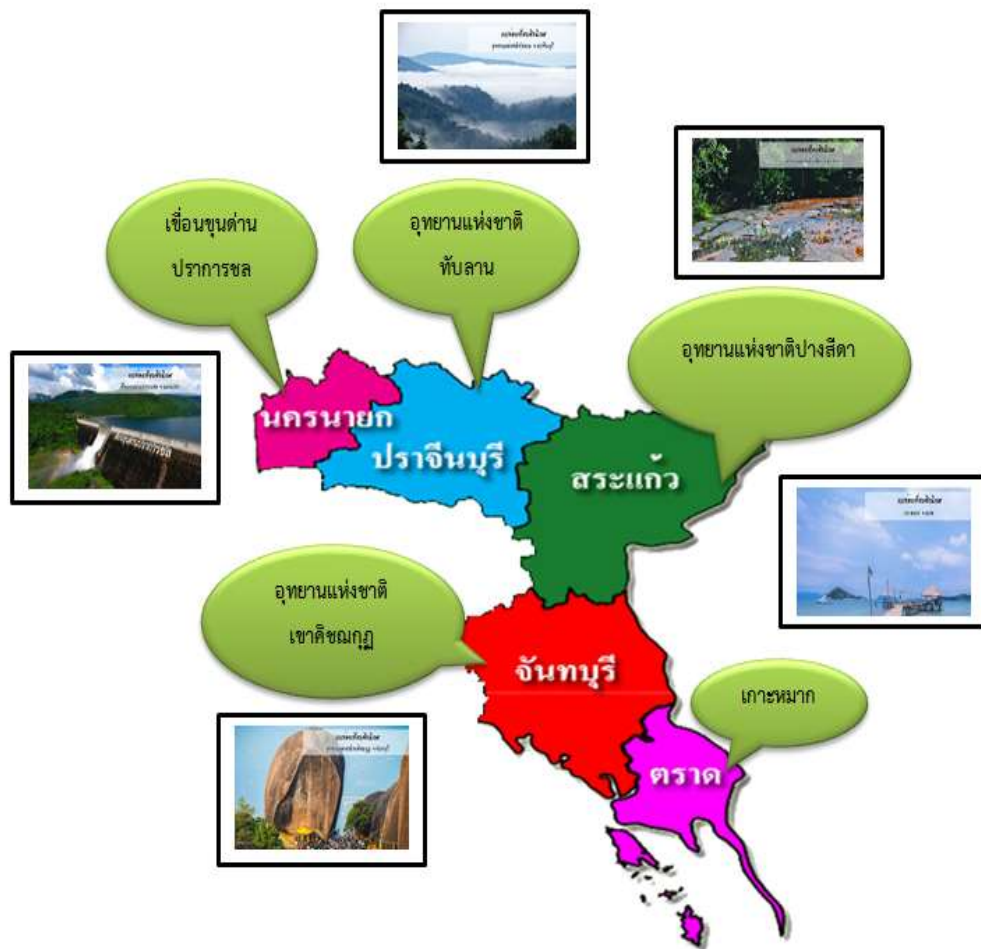 เขื่อนขุนด่าน
ปราการชล
อุทยานแห่งชาติ
ทับลาน
อุทยานแห่งชาติปางสีดา
นครนายก
ปราจีนบุรี
สระแก้ว
อุทยานแห่งชาติ
เขาคิชฌกูฏ
จันทบุรี
เกาะหมาก
ตราด